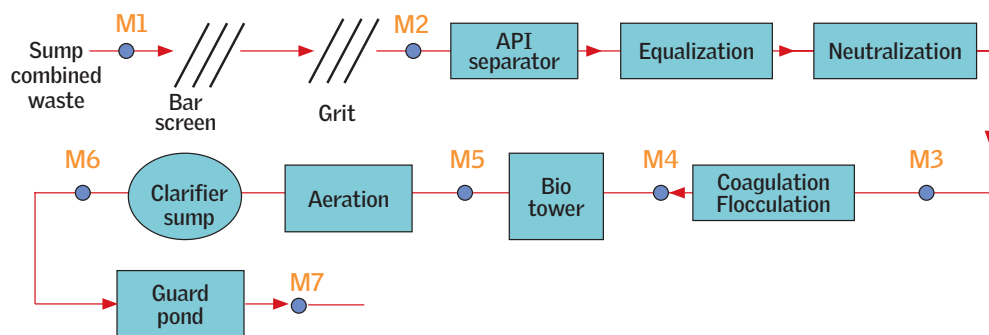 M1
M2
Sump
combined
waste
Bar
screen
Grit
API
separator
Equalization
Neutralization
M6
Clarifier
sump
Aeration
M5
Bio
tower
M4
Coagulation
Flocculation
M3
Guard
pond
M7